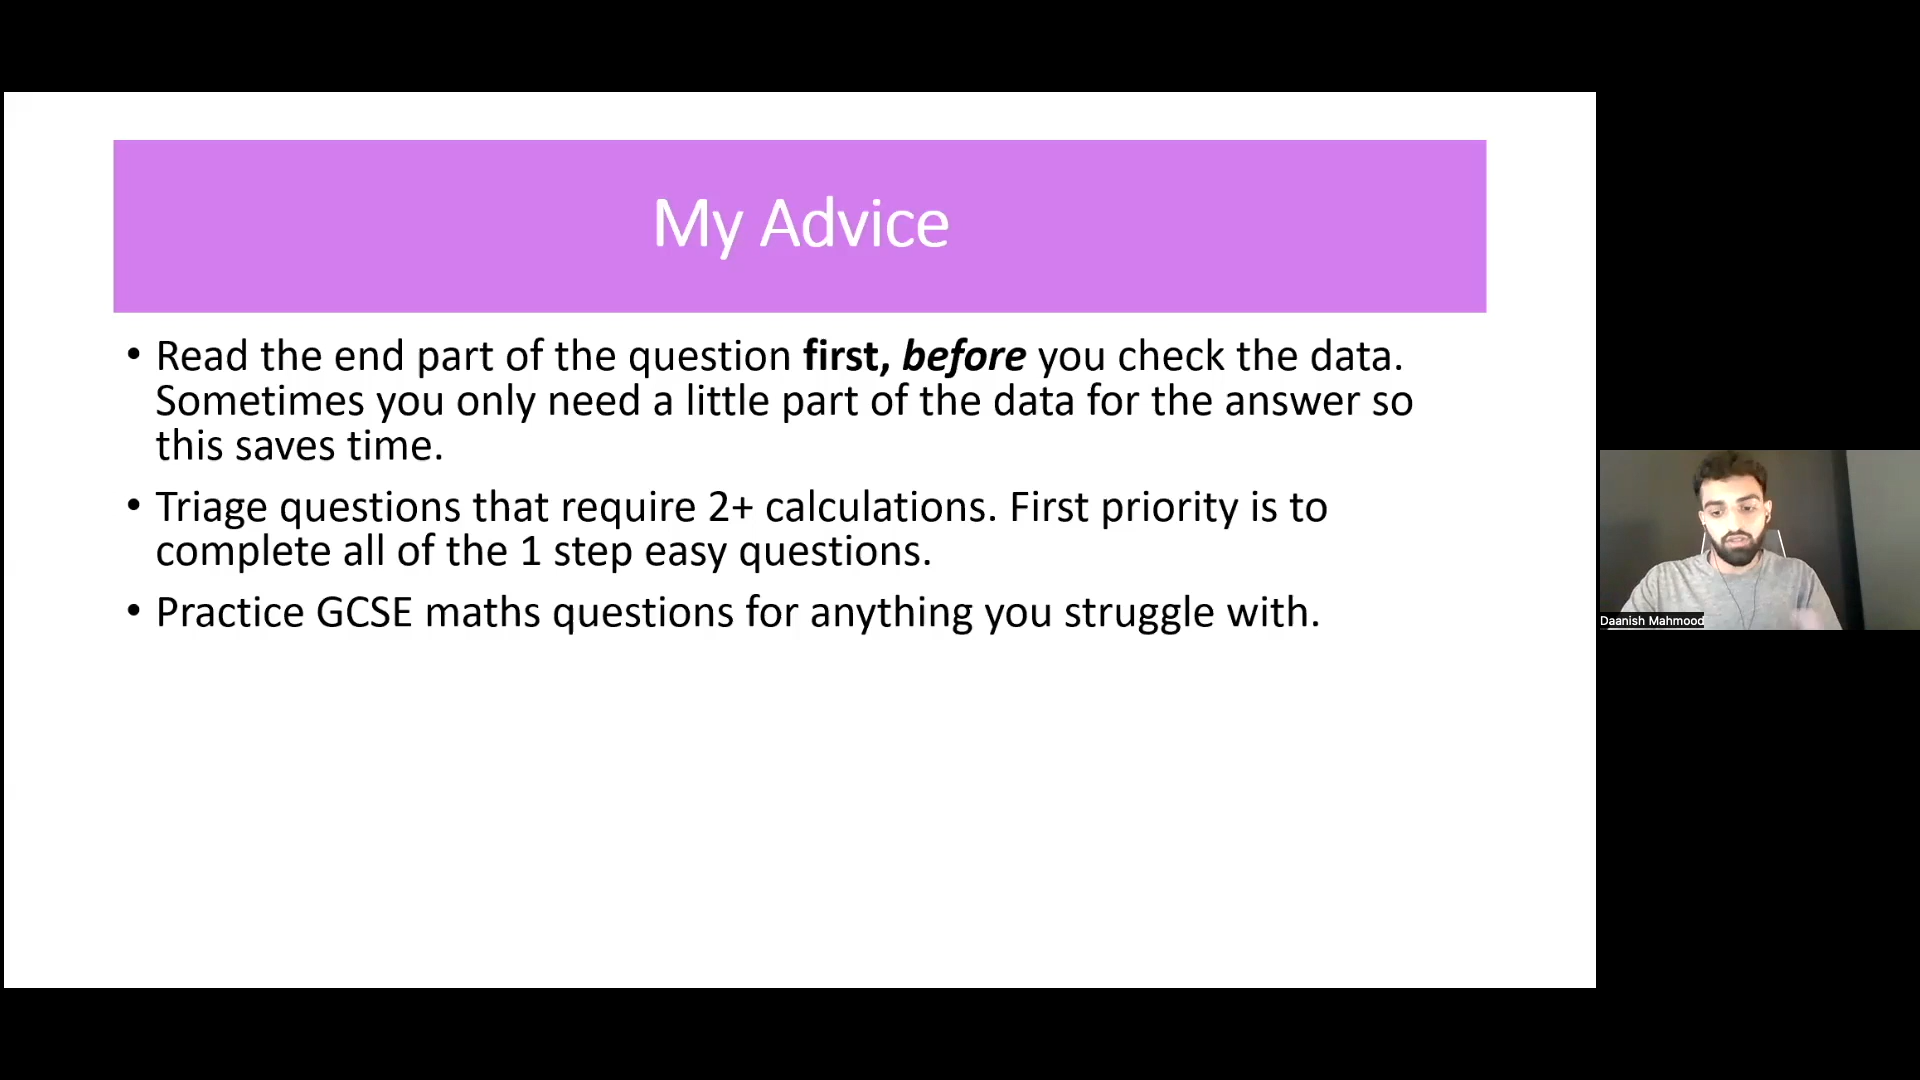 My Advice
• Read the end part of the question first, before you check the data.
Sometimes you only need a little part of the data for the answer so
this saves time.
• Triage questions that require 2+ calculations. First priority is to
complete all of the 1 step easy questions.
• Practice GCSE maths questions for anything you struggle with.
Daanish Mahmood